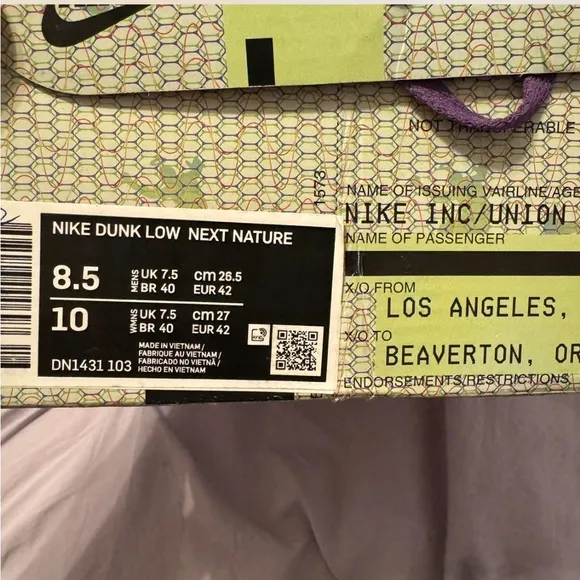 NOT TRANSFERABLE
1573
NAME OF ISSUING VAIRLINE/AGE
NIKE INC/UNION
NAME OF PASSENGER
X/O FROM
LOS ANGELES,
X/O TO
BEAVERTON, OR
ENDORSEMENTS/RESTRICTIONS
NIKE DUNK LOW NEXT NATURE
8.5 MENS UK 7.5 cm 26.5
BR 40 EUR 42
10 WMNS UK 7.5 cm 27
BR 40 EUR 42
MADE IN VIETNAM /
FABRIQUÉ AU VIETNAM /
FABRICADO NO VIETNÃ /
HECHO EN VIETNAM
DN1431 103